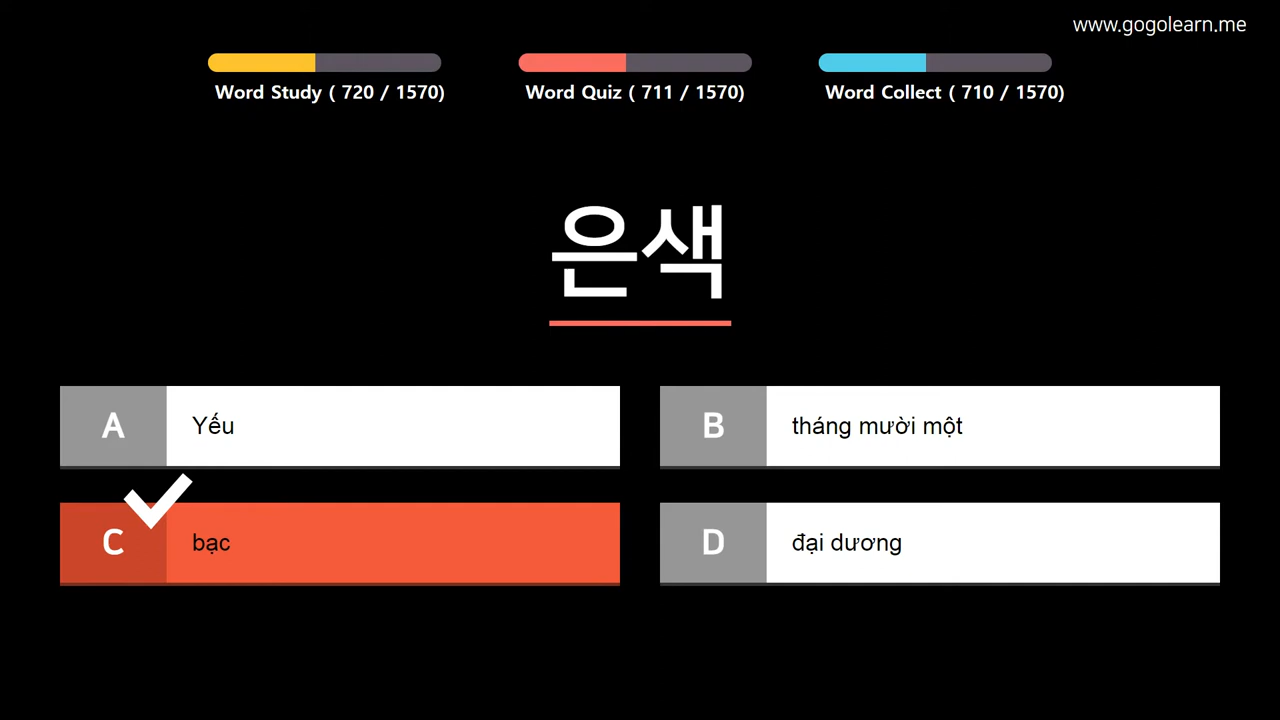 www.gogolearn.me
Word Study ( 720 / 1570)
Word Quiz ( 711 / 1570)
Word Collect ( 710 / 1570)
은색
A
Yếu
B
tháng mười một
C
bạc
D
đại dương